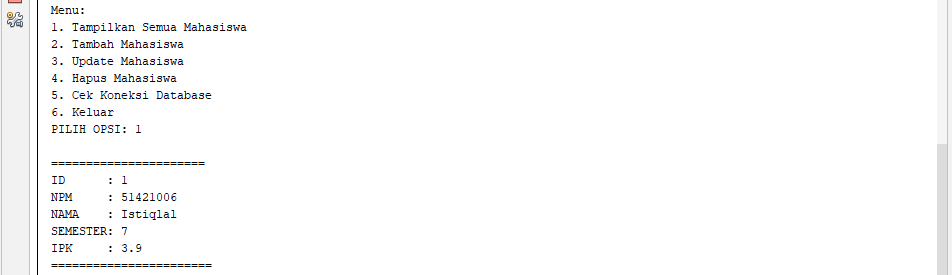 Menu:
1. Tampilkan Semua Mahasiswa
2. Tambah Mahasiswa
3. Update Mahasiswa
4. Hapus Mahasiswa
5. Cek Koneksi Database
6. Keluar
PILIH OPSI: 1
======================
ID      : 1
NPM     : 51421006
NAMA    : Istiqlal
SEMESTER: 7
IPK     : 3.9
=======================